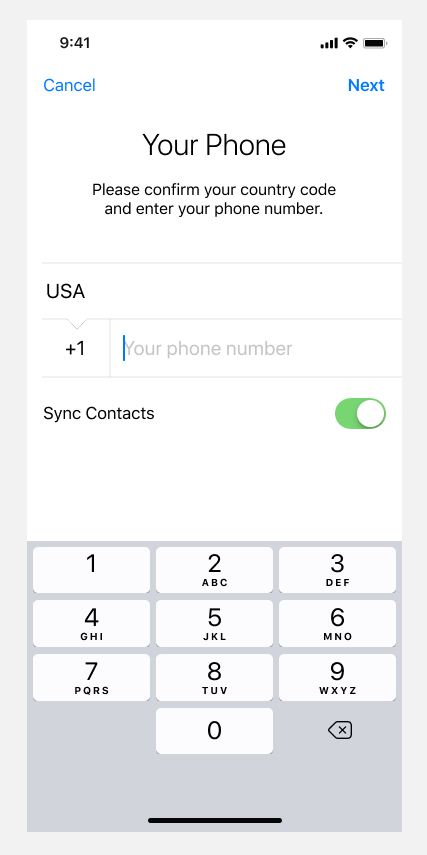 9:41
Cancel
Next
Your Phone
Please confirm your country code
and enter your phone number.
USA
+1
Your phone number
Sync Contacts
1
2
ABC
3
DEF
4
GHI
5
JKL
6
MNO
7
PQRS
8
TUV
9
WXYZ
0